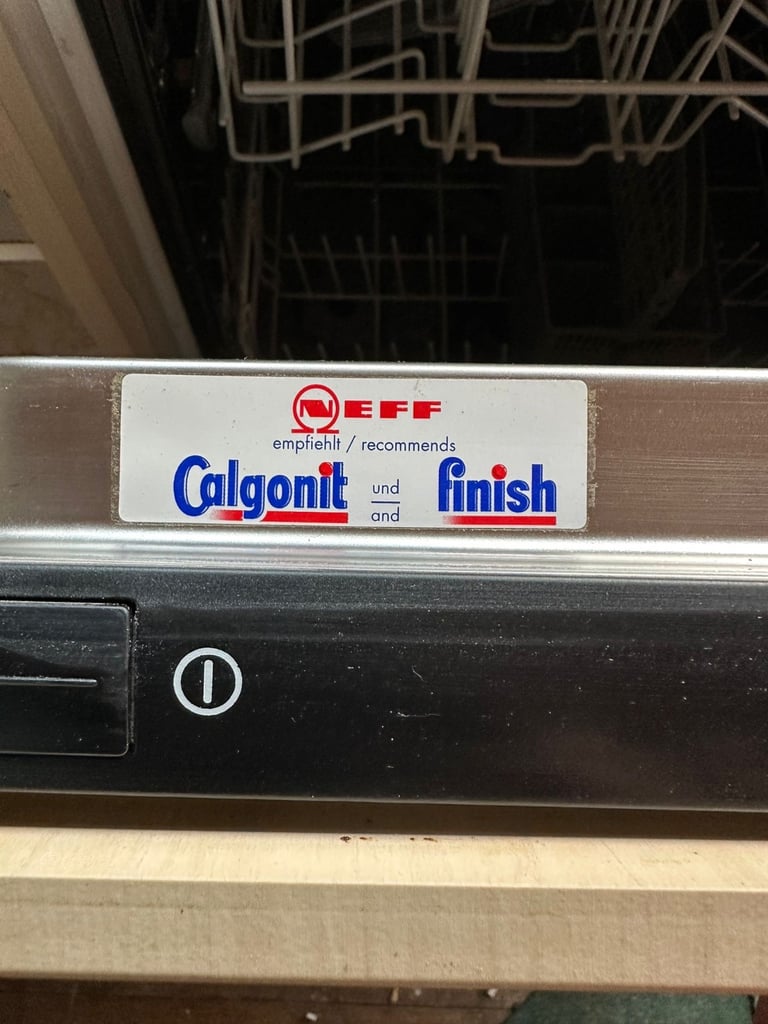 NEFF
empfiehlt / recommends
Calgonit und finish
and